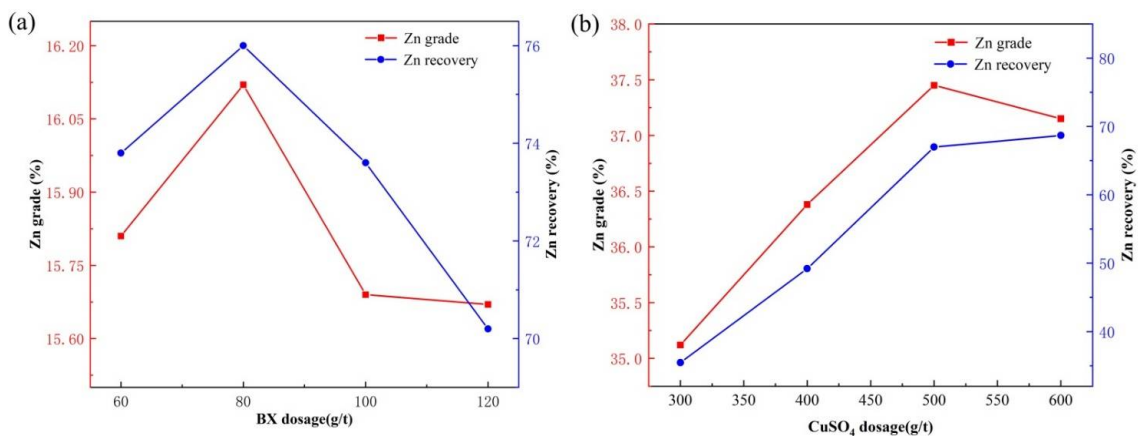 (a)
Zn grade
Zn recovery
16.20
16.05
15.90
15.75
15.60
Zn grade (%)
76
74
72
70
Zn recovery (%)
60
80
100
120
BX dosage(g/t)
(b)
Zn grade
Zn recovery
38.0
37.5
37.0
36.5
36.0
35.5
35.0
Zn grade (%)
80
70
60
50
40
Zn recovery (%)
300
350
400
450
500
550
600
CuSO₄ dosage(g/t)